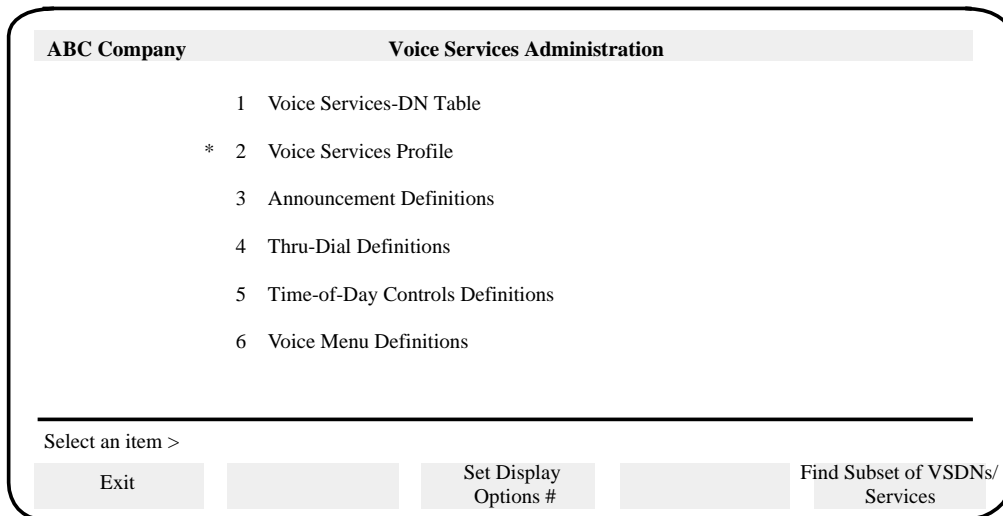 ABC Company Voice Services Administration
1 Voice Services-DN Table
* 2 Voice Services Profile
3 Announcement Definitions
4 Thru-Dial Definitions
5 Time-of-Day Controls Definitions
6 Voice Menu Definitions
Select an item >
Exit Set Display Find Subset of VSDNs/
Options # Services